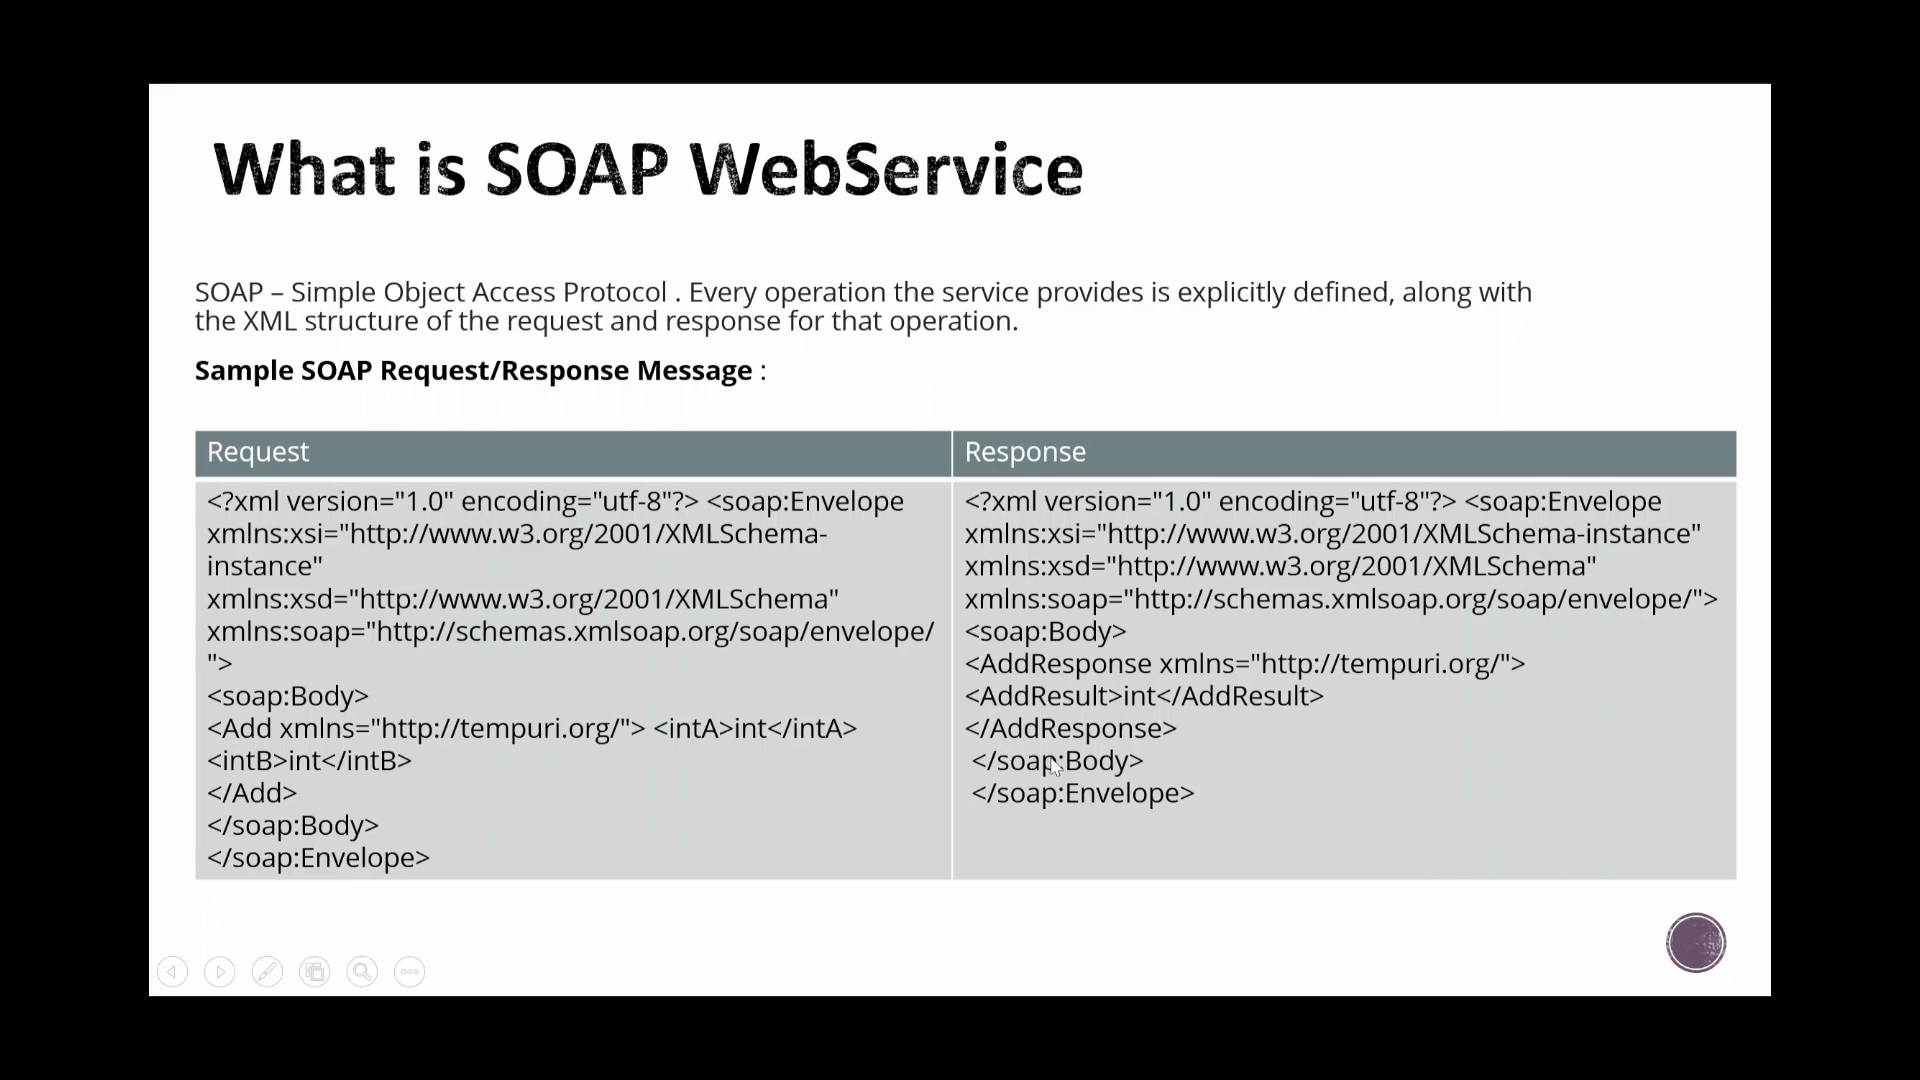 What is SOAP WebService
SOAP – Simple Object Access Protocol . Every operation the service provides is explicitly defined, along with
the XML structure of the request and response for that operation.
Sample SOAP Request/Response Message :
Request
<?xml version="1.0" encoding="utf-8"?> <soap:Envelope
xmlns:xsi="http://www.w3.org/2001/XMLSchema-
instance"
xmlns:xsd="http://www.w3.org/2001/XMLSchema"
xmlns:soap="http://schemas.xmlsoap.org/soap/envelope/
">
<soap:Body>
<Add xmlns="http://tempuri.org/"> <intA>int</intA>
<intB>int</intB>
</Add>
</soap:Body>
</soap:Envelope>
Response
<?xml version="1.0" encoding="utf-8"?> <soap:Envelope
xmlns:xsi="http://www.w3.org/2001/XMLSchema-instance"
xmlns:xsd="http://www.w3.org/2001/XMLSchema"
xmlns:soap="http://schemas.xmlsoap.org/soap/envelope/">
<soap:Body>
<AddResponse xmlns="http://tempuri.org/">
<AddResult>int</AddResult>
</AddResponse>
</soap:Body>
</soap:Envelope>